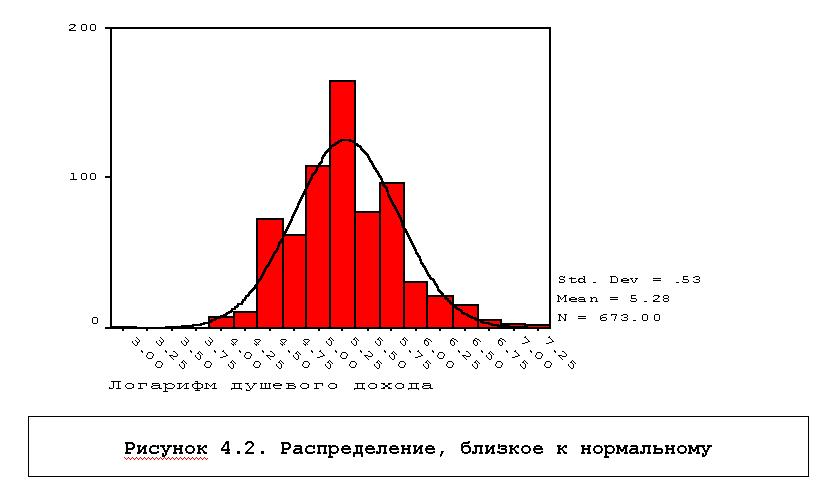 200
100
0
Std. Dev = .53
Mean = 5.28
N = 673.00
3.00 3.25 3.50 3.75 4.00 4.25 4.50 4.75 5.00 5.25 5.50 5.75 6.00 6.25 6.50 6.75 7.00 7.25
Логарифм душевого дохода
Рисунок 4.2. Распределение, близкое к нормальному